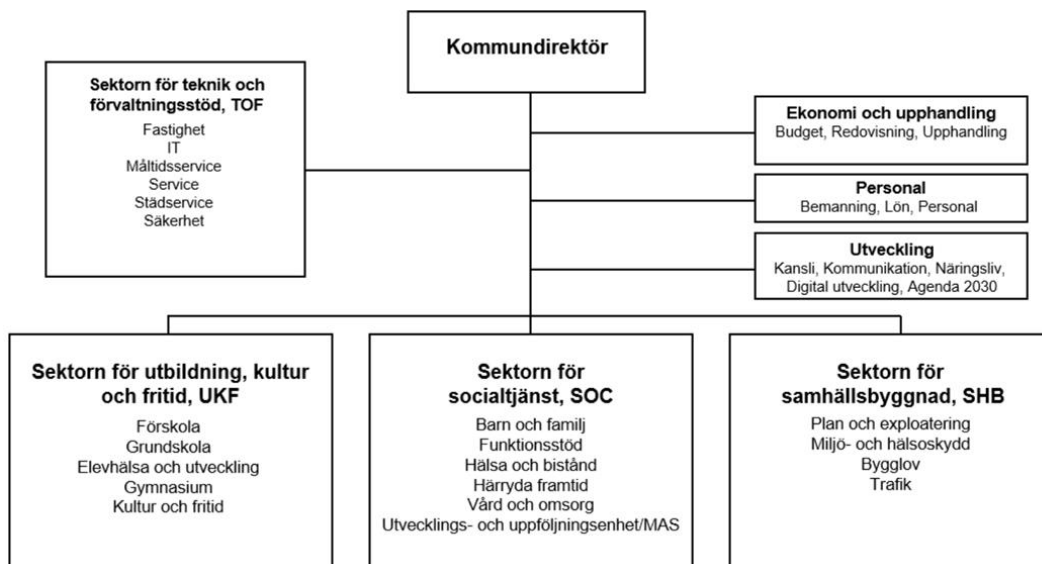 Kommundirektör
Sektorn för teknik och
förvaltningsstöd, TOF
Fastighet
IT
Måltidsservice
Service
Städservice
Säkerhet
Ekonomi och upphandling
Budget, Redovisning, Upphandling
Personal
Bemanning, Lön, Personal
Utveckling
Kansli, Kommunikation, Näringsliv,
Digital utveckling, Agenda 2030
Sektorn för utbildning, kultur
och fritid, UKF
Förskola
Grundskola
Elevhälsa och utveckling
Gymnasium
Kultur och fritid
Sektorn för
socialtjänst, SOC
Barn och familj
Funktionsstöd
Hälsa och bistånd
Härryda framtid
Vård och omsorg
Utvecklings- och uppföljningsenhet/MAS
Sektorn för
samhällsbyggnad, SHB
Plan och exploatering
Miljö- och hälsoskydd
Bygglov
Trafik